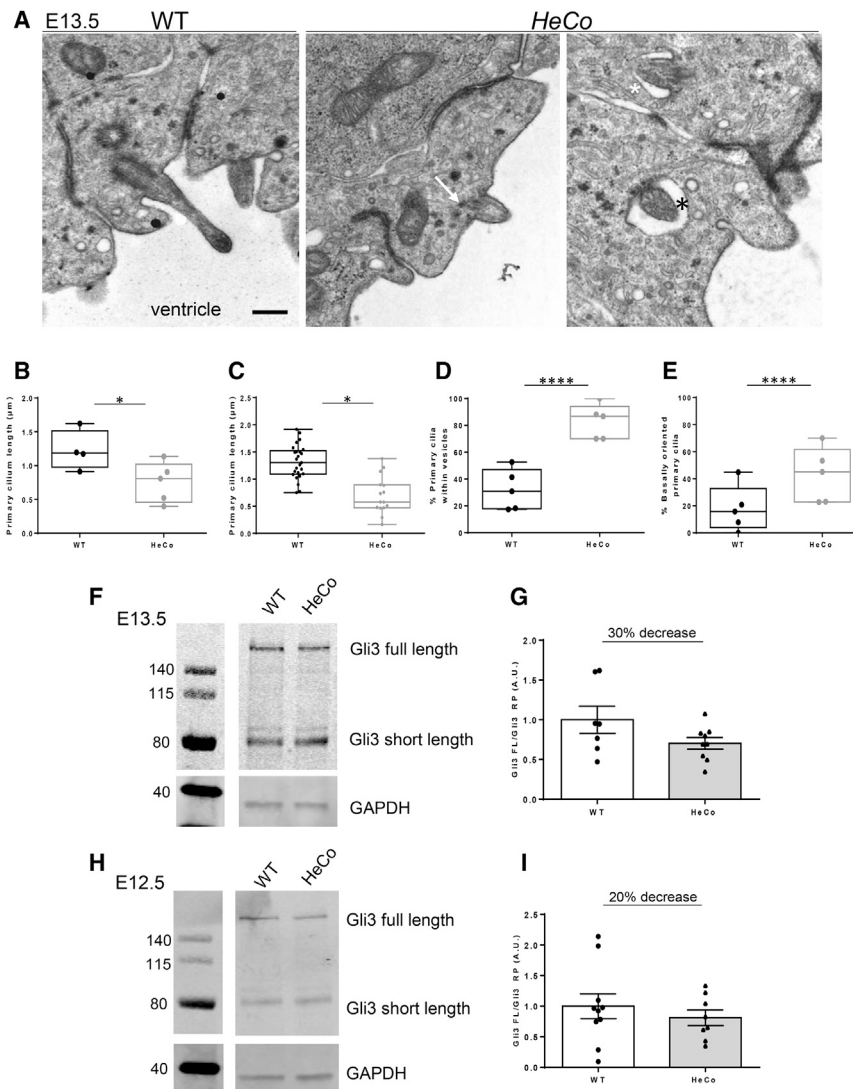 A E13.5 WT HeCo
*
*
ventricle
B C D E
Primary cilium length (µm)
2.0
1.5
1.0
0.5
0.0
*
WT HeCo
Primary cilium length (µm)
2.0
1.5
1.0
0.5
0.0
*
WT HeCo
% Primary cilia
within vesicles
100
80
60
40
20
0
****
WT HeCo
% Basally oriented
primary cilia
100
80
60
40
20
0
****
WT HeCo
F E13.5
WT HeCo
Gli3 full length
140
115
80 Gli3 short length
40 GAPDH
G
30% decrease
Gli3 FL/Gli3 RP (A.U.)
2.0
1.5
1.0
0.5
0.0
WT HeCo
H E12.5
WT HeCo
Gli3 full length
140
115
80 Gli3 short length
40 GAPDH
I
20% decrease
Gli3 FL/Gli3 RP (A.U.)
2.5
2.0
1.5
1.0
0.5
0.0
WT HeCo